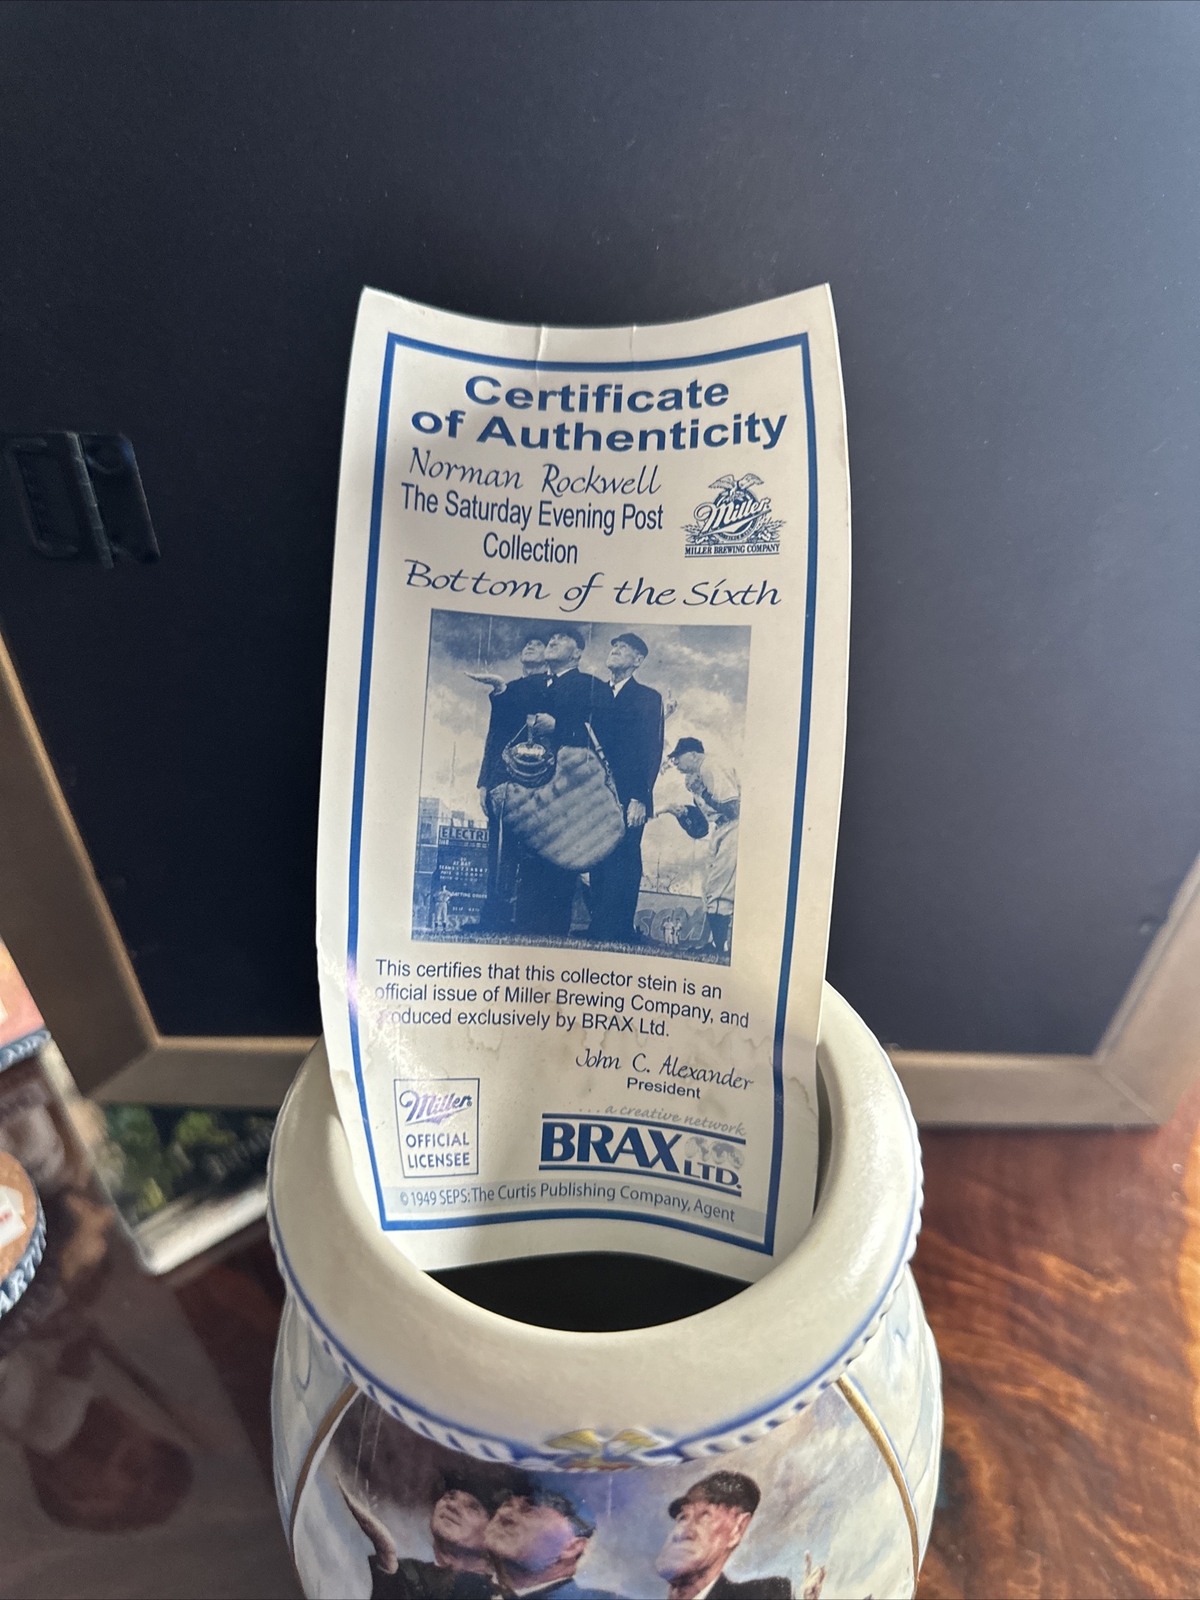 Certificate
of Authenticity
Norman Rockwell
The Saturday Evening Post
Collection
Miller
MILLER BREWING COMPANY
Bottom of the Sixth
ELECTRI
This certifies that this collector stein is an
official issue of Miller Brewing Company, and
produced exclusively by BRAX Ltd.
John C. Alexander
President
Miller
OFFICIAL
LICENSEE
... a creative network
BRAX LTD.
© 1949 SEPS: The Curtis Publishing Company, Agent